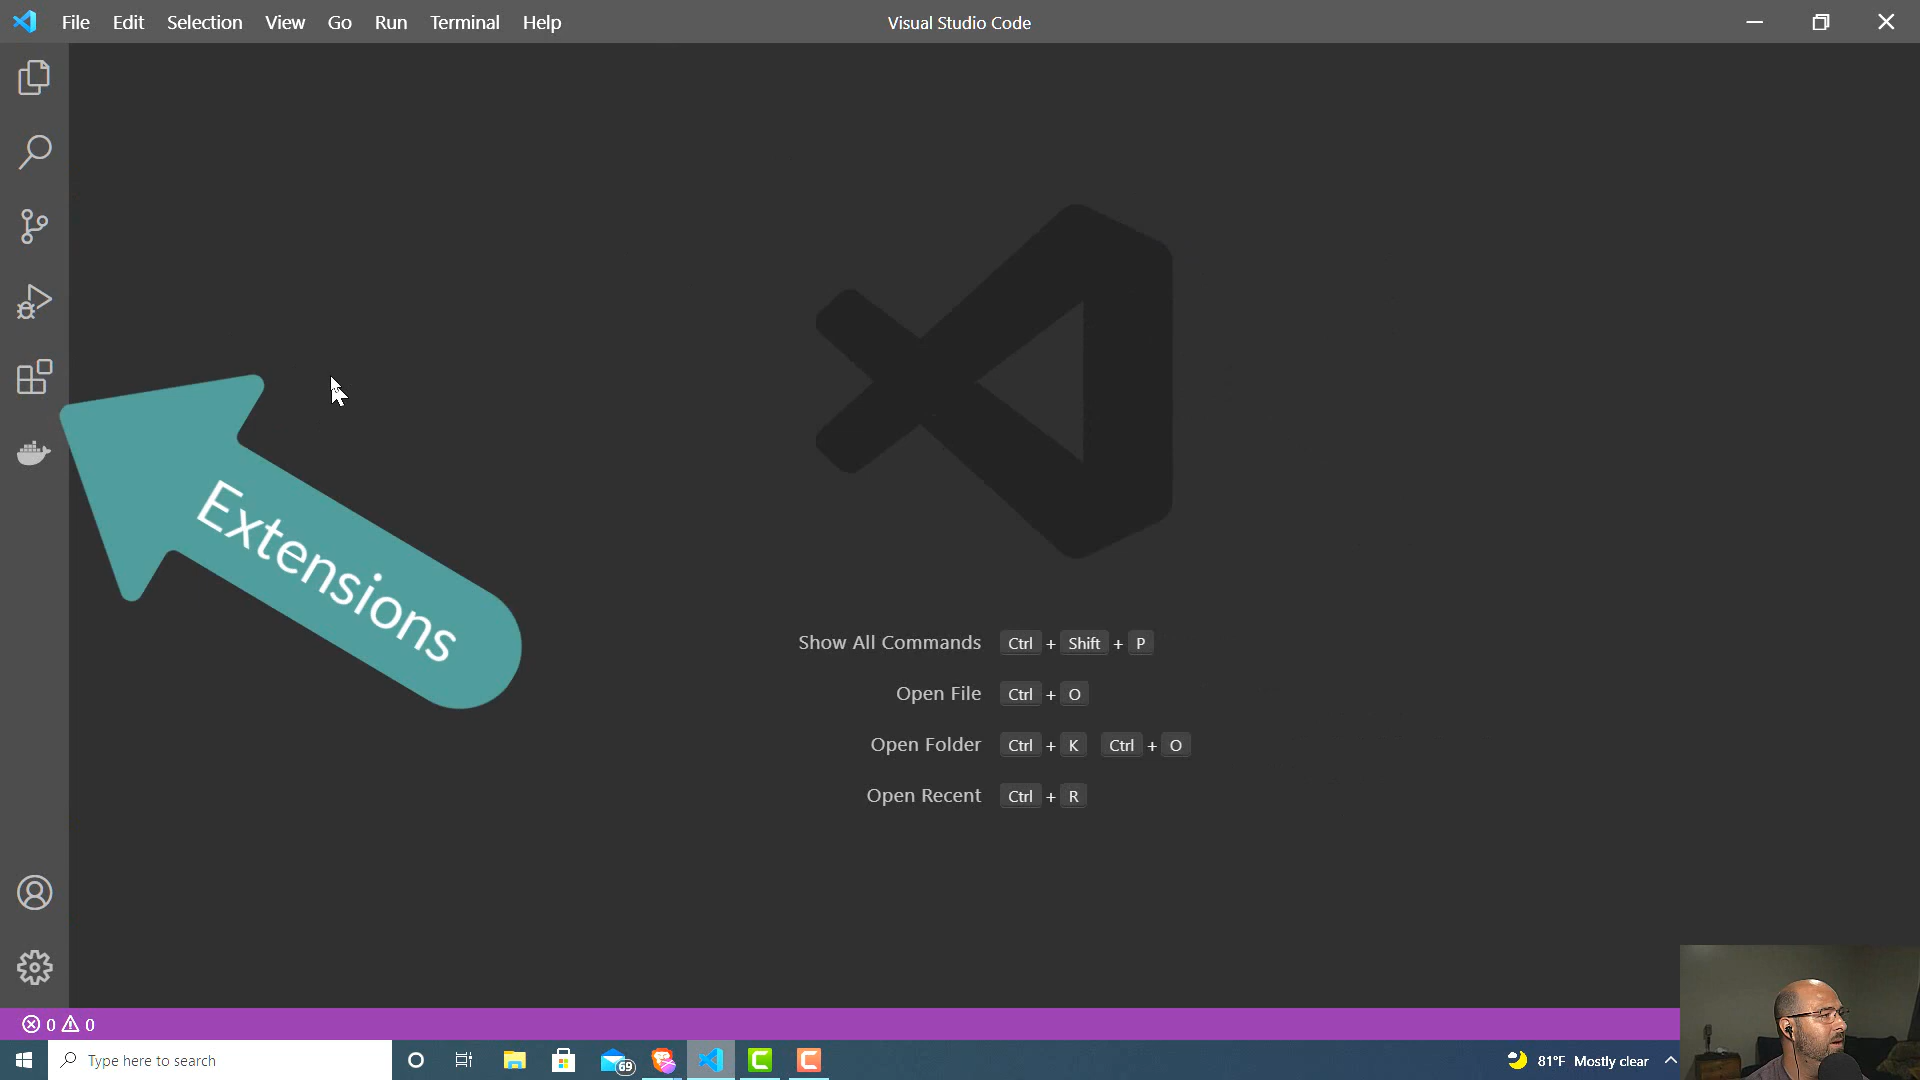 File Edit Selection View Go Run Terminal Help
Visual Studio Code
Extensions
Show All Commands Ctrl + Shift + P
Open File Ctrl + O
Open Folder Ctrl + K Ctrl + O
Open Recent Ctrl + R
0 0
Type here to search
69
81°F Mostly clear